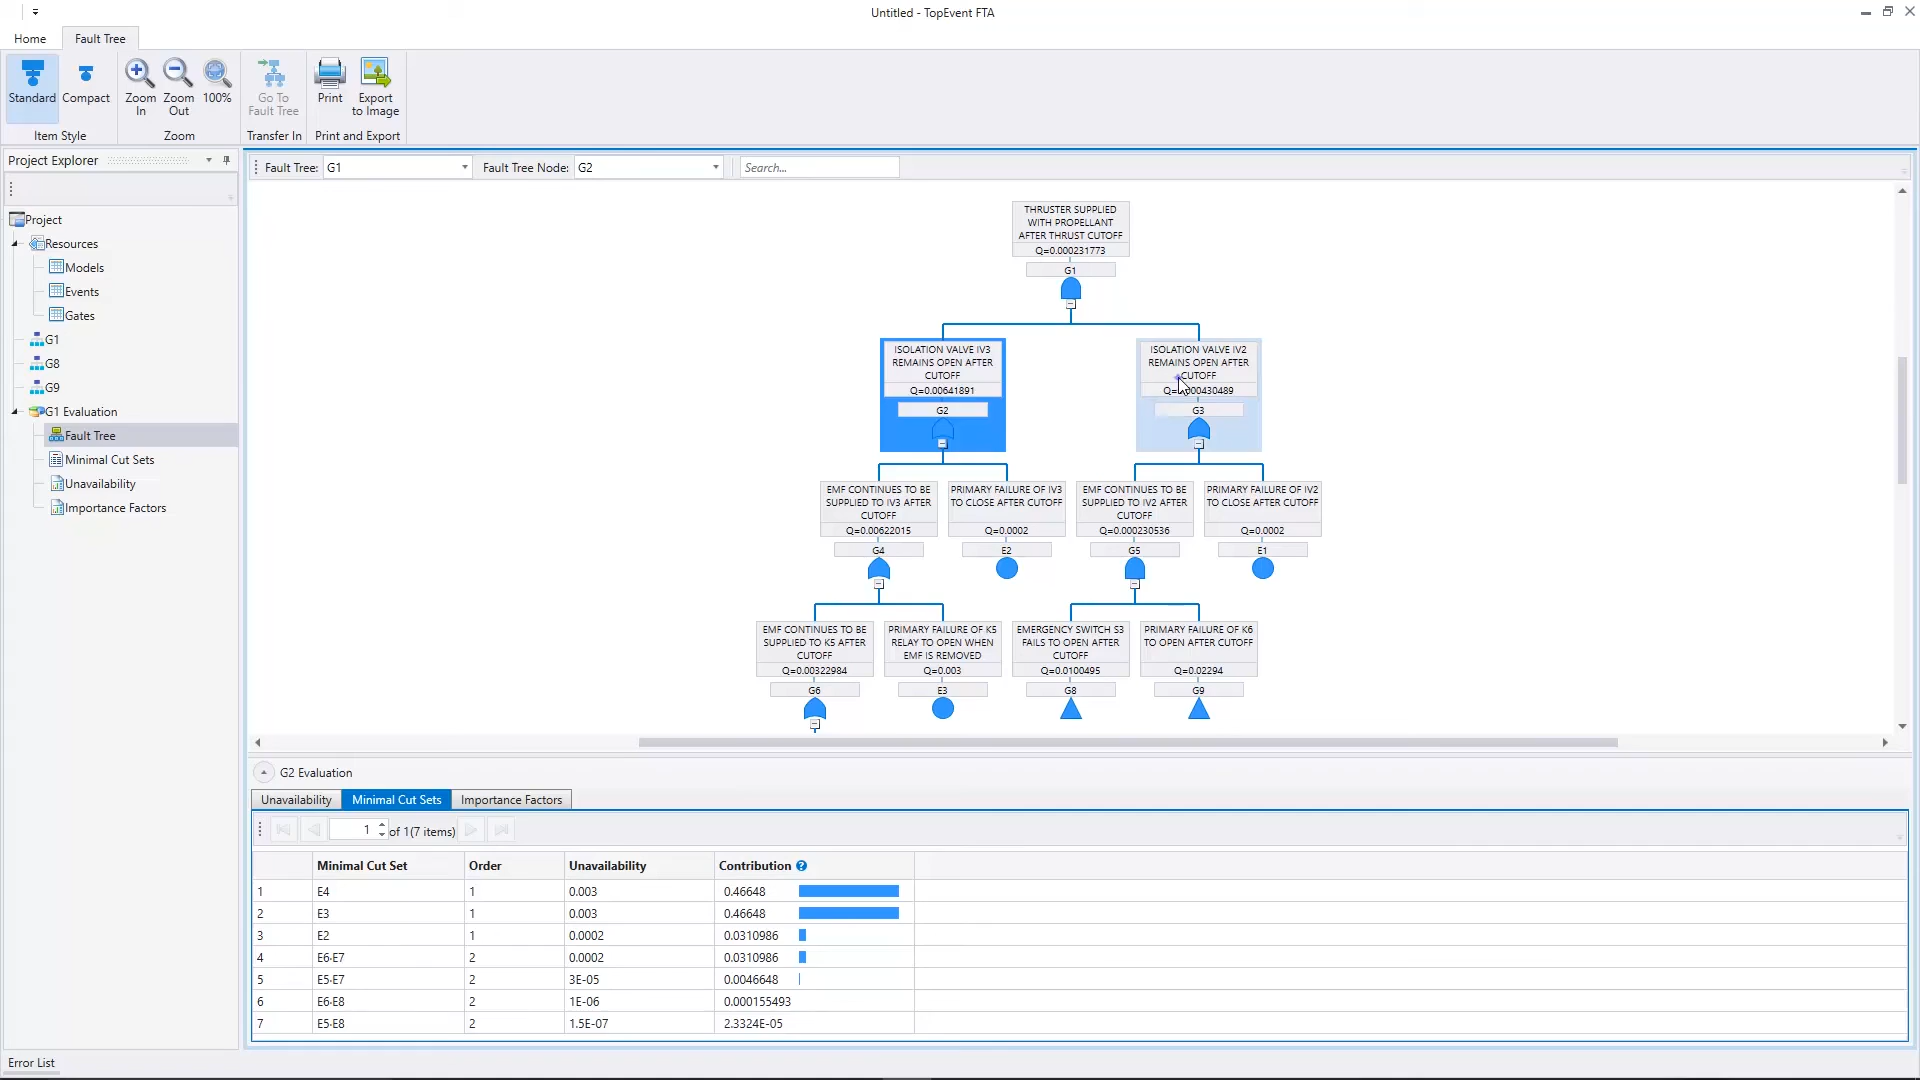 Untitled - TopEvent FTA
Home
Fault Tree
Standard
Compact
Zoom
In
Zoom
Out
100%
Go To
Fault Tree
Print
Export
to Image
Item Style
Zoom
Transfer In
Print and Export
Project Explorer
Fault Tree:
G1
Fault Tree Node:
G2
Search...
Project
Resources
Models
Events
Gates
G1
G8
G9
G1 Evaluation
Fault Tree
Minimal Cut Sets
Unavailability
Importance Factors
THRUSTER SUPPLIED
WITH PROPELLANT
AFTER THRUST CUTOFF
Q=0.000231773
G1
ISOLATION VALVE IV3
REMAINS OPEN AFTER
CUTOFF
Q=0.00641891
G2
ISOLATION VALVE IV2
REMAINS OPEN AFTER
CUTOFF
G3
EMF CONTINUES TO BE
SUPPLIED TO IV3 AFTER
CUTOFF
Q=0.00622015
G4
PRIMARY FAILURE OF IV3
TO CLOSE AFTER CUTOFF
Q=0.0002
E2
EMF CONTINUES TO BE
SUPPLIED TO IV2 AFTER
CUTOFF
Q=0.000230536
G5
PRIMARY FAILURE OF IV2
TO CLOSE AFTER CUTOFF
Q=0.0002
E1
EMF CONTINUES TO BE
SUPPLIED TO K5 AFTER
CUTOFF
Q=0.00322984
G6
PRIMARY FAILURE OF K5
RELAY TO OPEN WHEN
EMF IS REMOVED
Q=0.003
E3
EMERGENCY SWITCH S3
FAILS TO OPEN AFTER
CUTOFF
Q=0.0100495
G8
PRIMARY FAILURE OF K6
TO OPEN AFTER CUTOFF
Q=0.02294
G9
G2 Evaluation
Unavailability
Minimal Cut Sets
Importance Factors
1 of 1(7 items)
Minimal Cut Set Order Unavailability Contribution ?
1 E4 1 0.003 0.46648
2 E3 1 0.003 0.46648
3 E2 1 0.0002 0.0310986
4 E6·E7 2 0.0002 0.0310986
5 E5·E7 2 3E-05 0.0046648
6 E6·E8 2 1E-06 0.000155493
7 E5·E8 2 1.5E-07 2.3324E-05
Error List